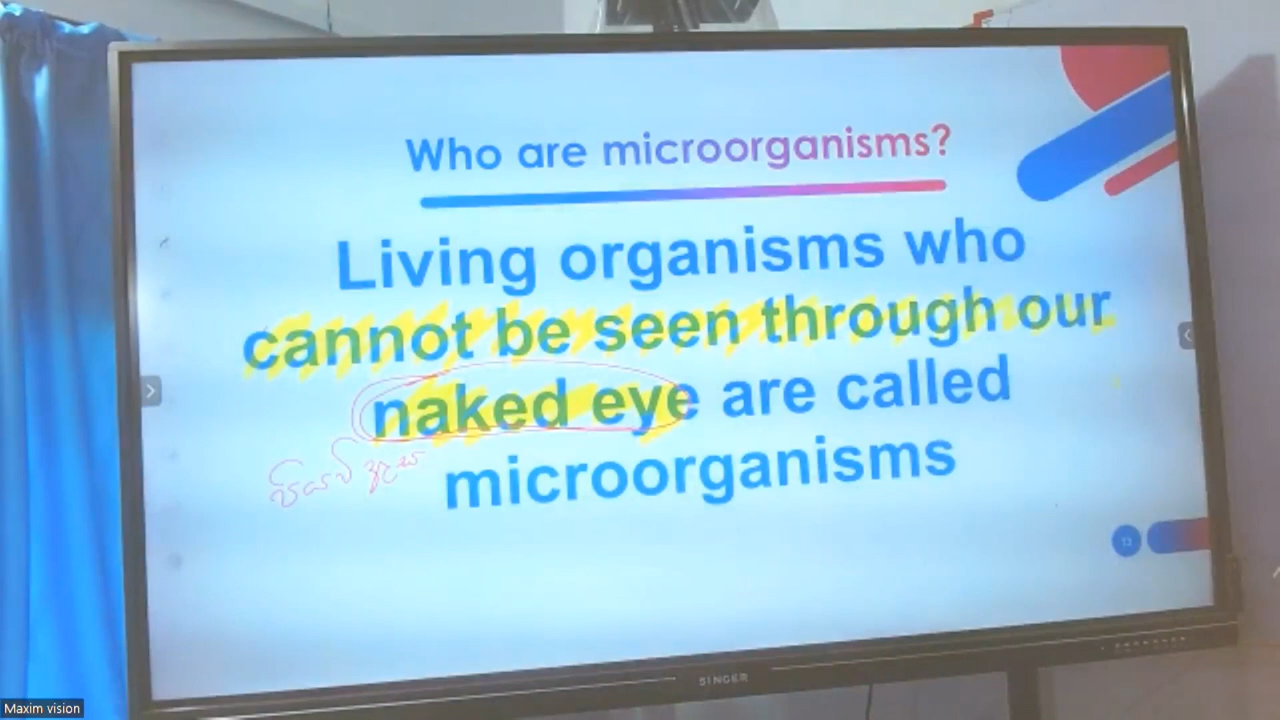 Who are microorganisms?
Living organisms who
cannot be seen through our
naked eye are called
microorganisms
13
SINGER
Maxim vision